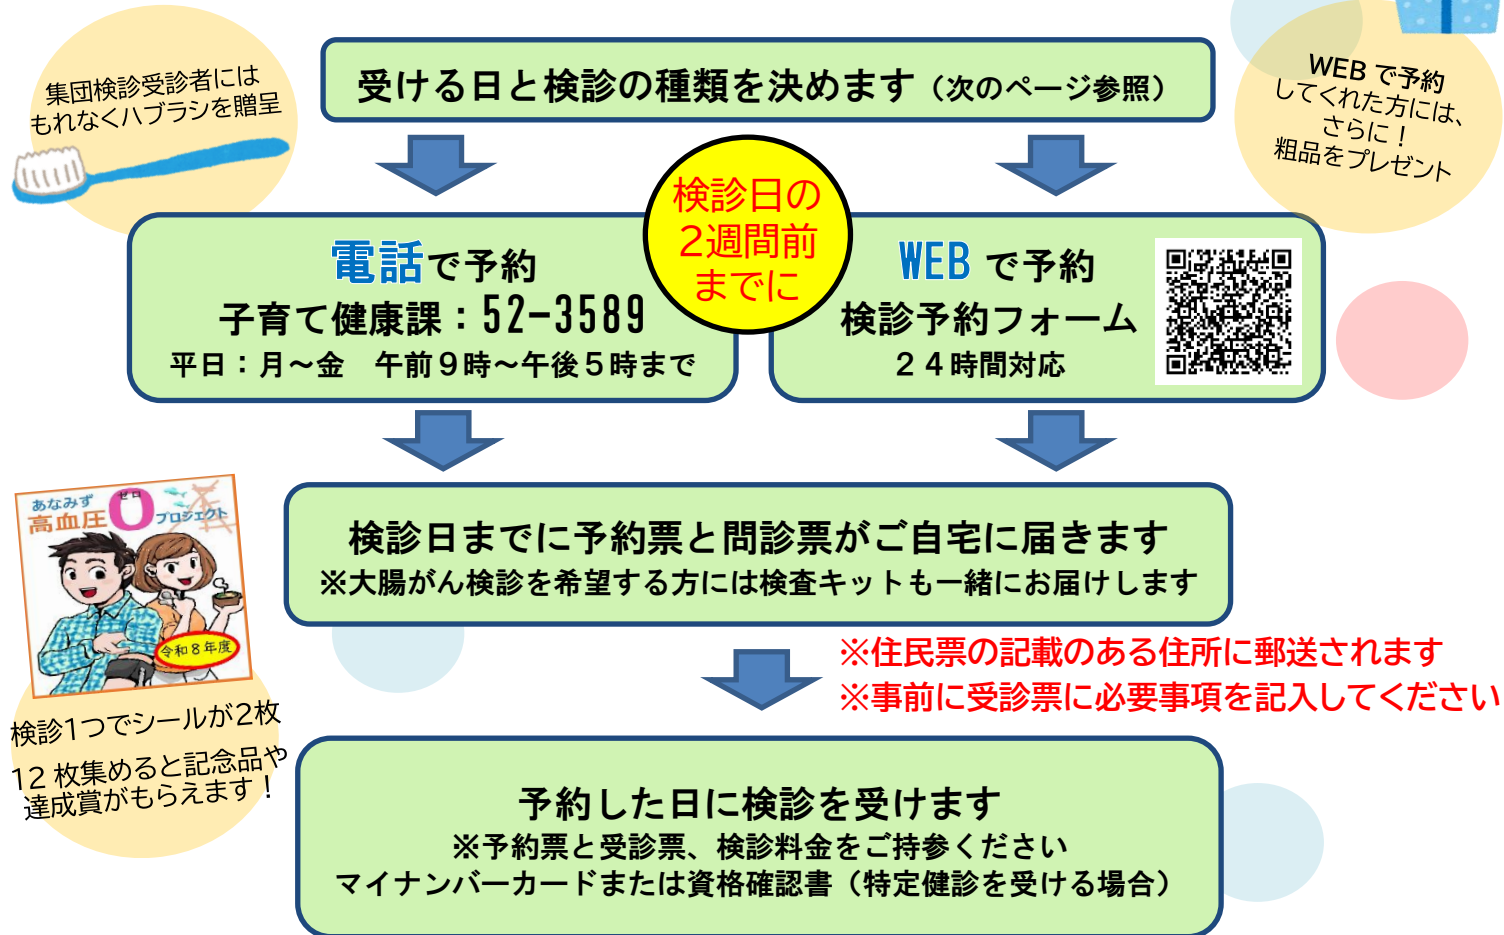 集団検診受診者には
もれなくハブラシを贈呈
受ける日と検診の種類を決めます（次のページ参照）
WEBで予約
してくれた方には、
さらに！
粗品をプレゼント
検診日の
2週間前
までに
電話で予約
子育て健康課：52-3589
平日：月～金　午前９時～午後５時まで
WEB で予約
検診予約フォーム
２４時間対応
検診日までに予約票と問診票がご自宅に届きます
※大腸がん検診を希望する方には検査キットも一緒にお届けします
あなみず
高血圧０プロジェクト
ゼロ
令和８年度
検診1つでシールが2枚
12枚集めると記念品や
達成賞がもらえます！
※住民票の記載のある住所に郵送されます
※事前に受診票に必要事項を記入してください
予約した日に検診を受けます
※予約票と受診票、検診料金をご持参ください
マイナンバーカードまたは資格確認書（特定健診を受ける場合）